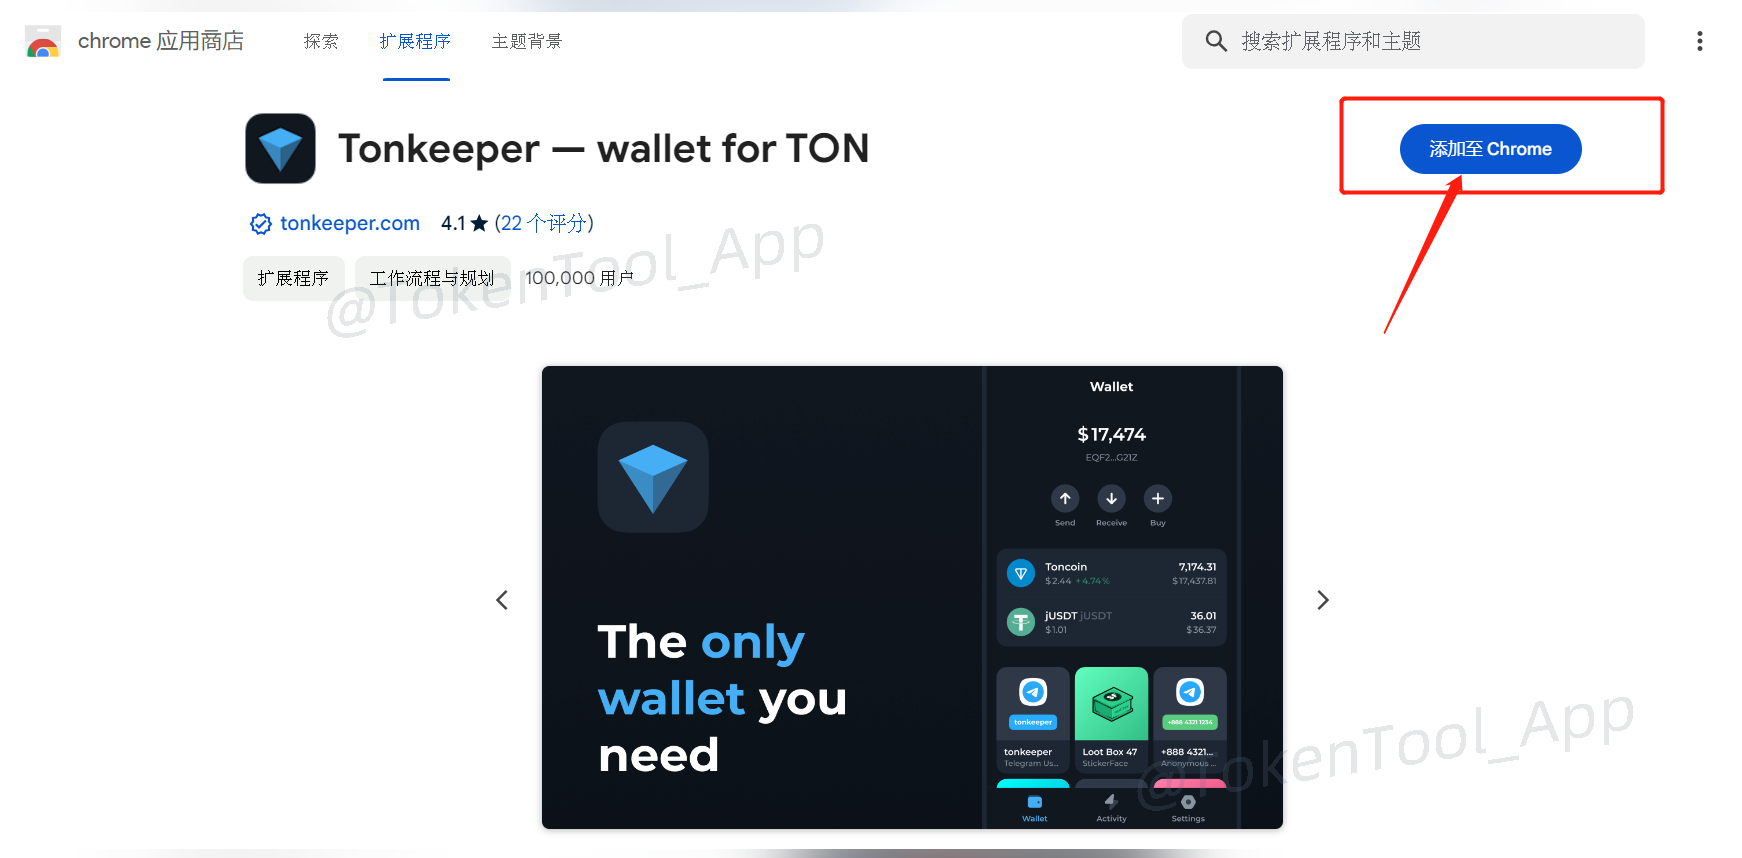 chrome 应用商店
探索
扩展程序
主题背景
搜索扩展程序和主题
Tonkeeper — wallet for TON
添加至 Chrome
tonkeeper.com 4.1★ (22 个评分)
扩展程序
工作流程与规划
100,000 用户
@TokenTool_App
Wallet
$17,474
EQF2...G21Z
Send
Receive
Buy
Toncoin 7,174.31
$2.44 +4.74% $17,437.81
jUSDT jUSDT 36.01
$1.01 $36.37
The only
wallet you
need
tonkeeper
+888 4321 1234
tonkeeper
Telegram Us...
Loot Box 47
StickerFace
+888 4321...
Anonymous ...
Wallet
Activity
Settings
@TokenTool_App